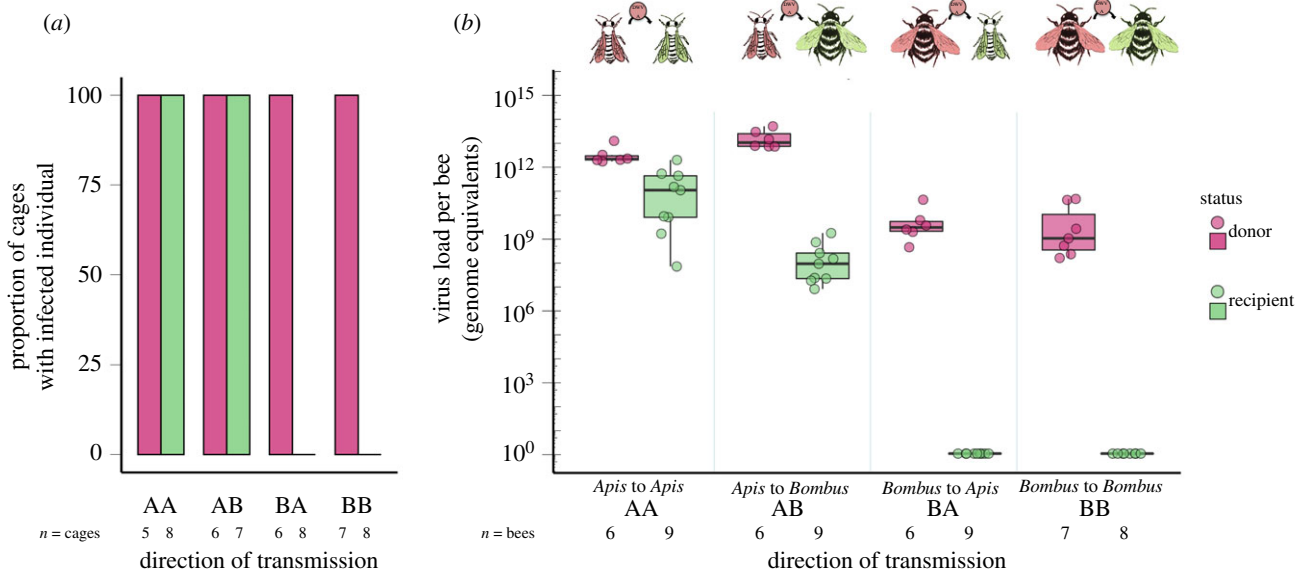 (a)
proportion of cages
with infected individual
100
75
50
25
0
AA AB BA BB
n = cages 5 8 6 7 6 8 7 8
direction of transmission
(b)
DWV
A
DWV
A
DWV
A
DWV
A
virus load per bee
(genome equivalents)
10^15
10^12
10^9
10^6
10^3
10^0
Apis to Apis Apis to Bombus Bombus to Apis Bombus to Bombus
AA AB BA BB
n = bees 6 9 6 9 6 9 7 8
direction of transmission
status
donor
recipient